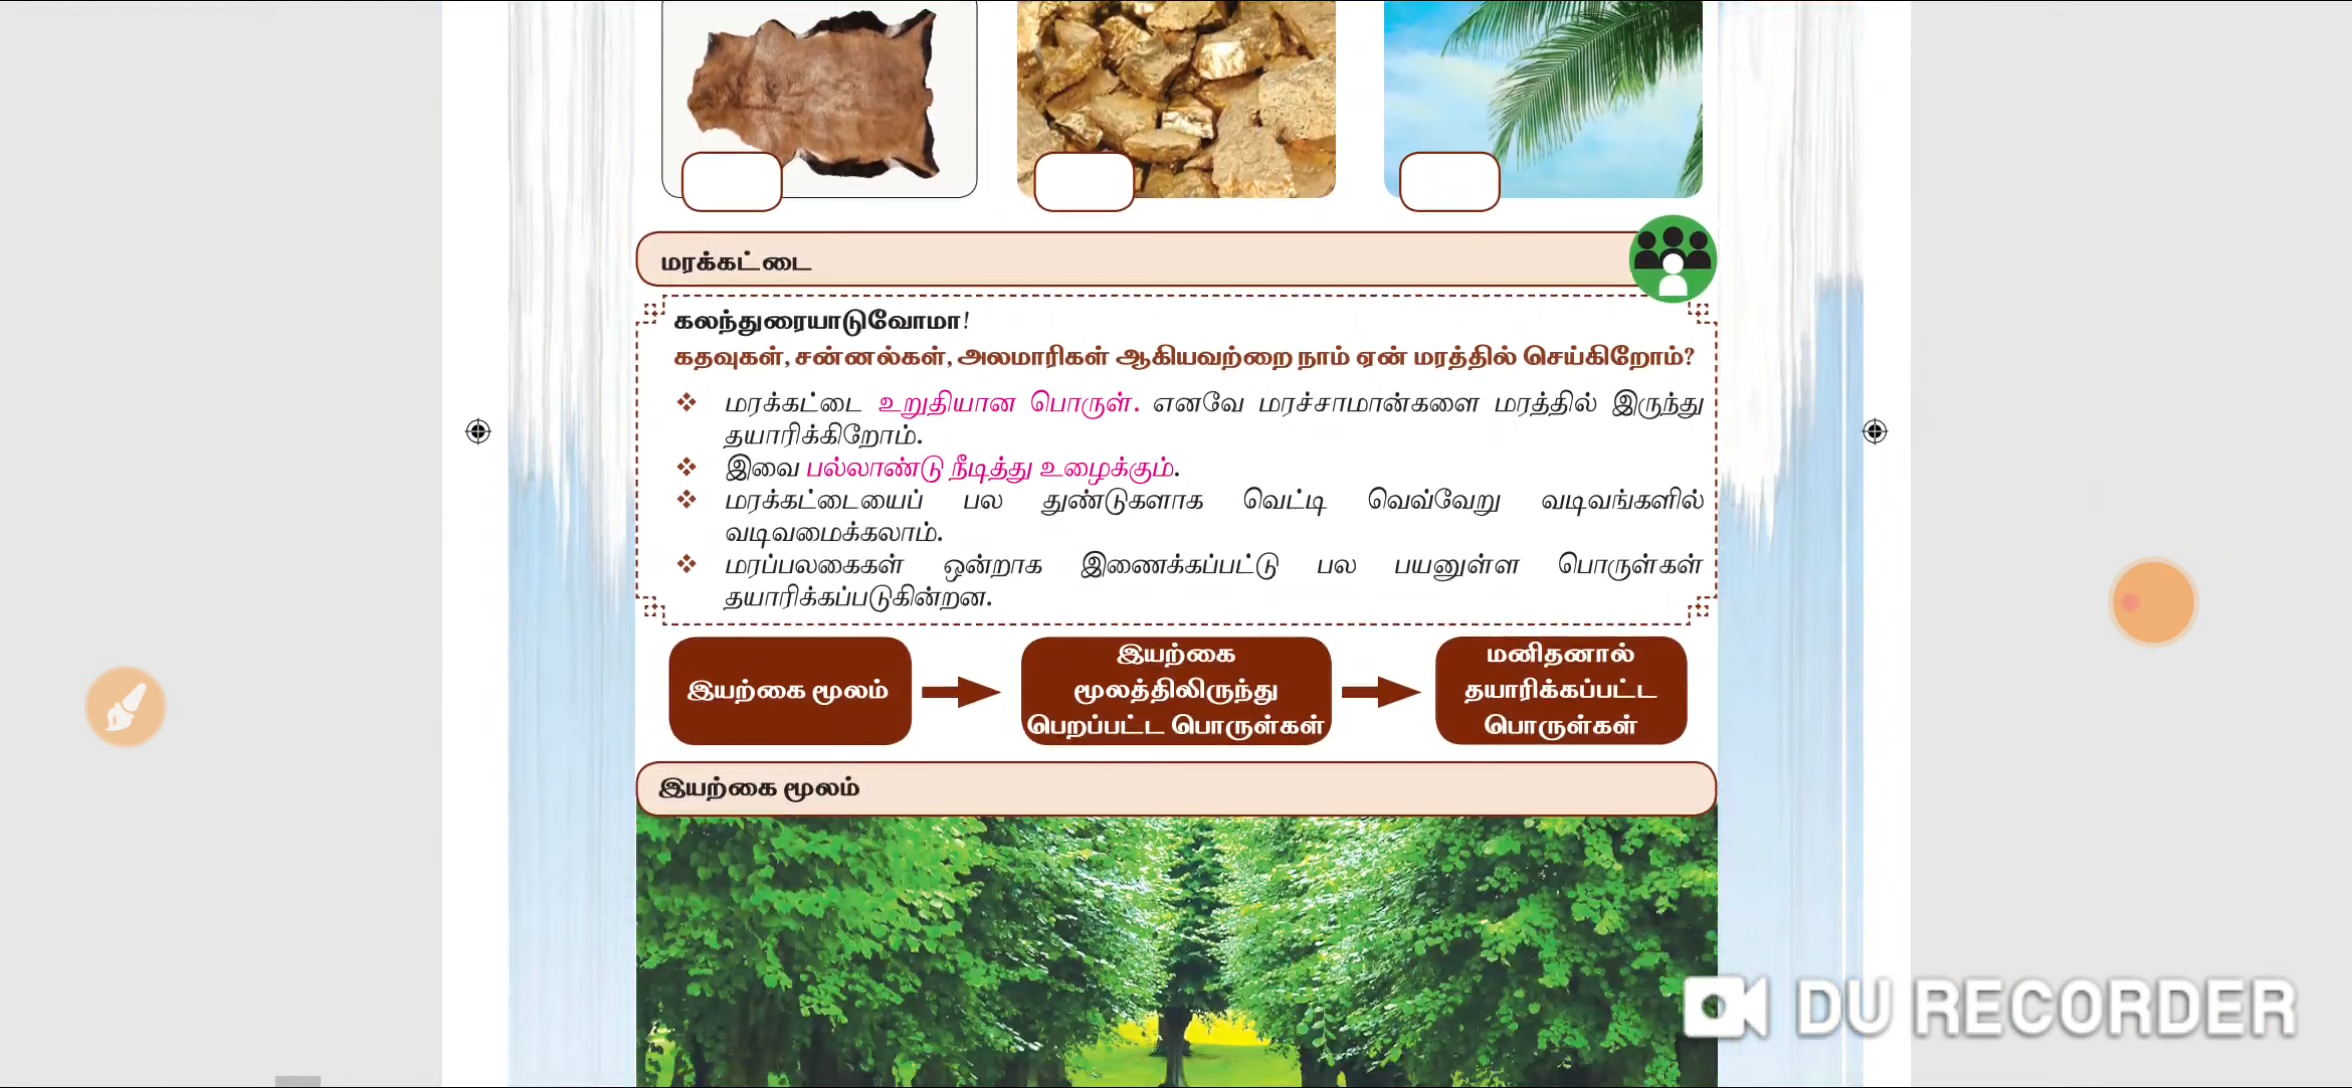 மரக்கட்டை
கலந்துரையாடுவோமா!
கதவுகள், சன்னல்கள், அலமாரிகள் ஆகியவற்றை நாம் ஏன் மரத்தில் செய்கிறோம்?
❖ மரக்கட்டை உறுதியான பொருள். எனவே மரச்சாமான்களை மரத்தில் இருந்து
தயாரிக்கிறோம்.
❖ இவை பல்லாண்டு நீடித்து உழைக்கும்.
❖ மரக்கட்டையைப் பல துண்டுகளாக வெட்டி வெவ்வேறு வடிவங்களில்
வடிவமைக்கலாம்.
❖ மரப்பலகைகள் ஒன்றாக இணைக்கப்பட்டு பல பயனுள்ள பொருள்கள்
தயாரிக்கப்படுகின்றன.
இயற்கை மூலம்
இயற்கை
மூலத்திலிருந்து
பெறப்பட்ட பொருள்கள்
மனிதனால்
தயாரிக்கப்பட்ட
பொருள்கள்
இயற்கை மூலம்
DU RECORDER